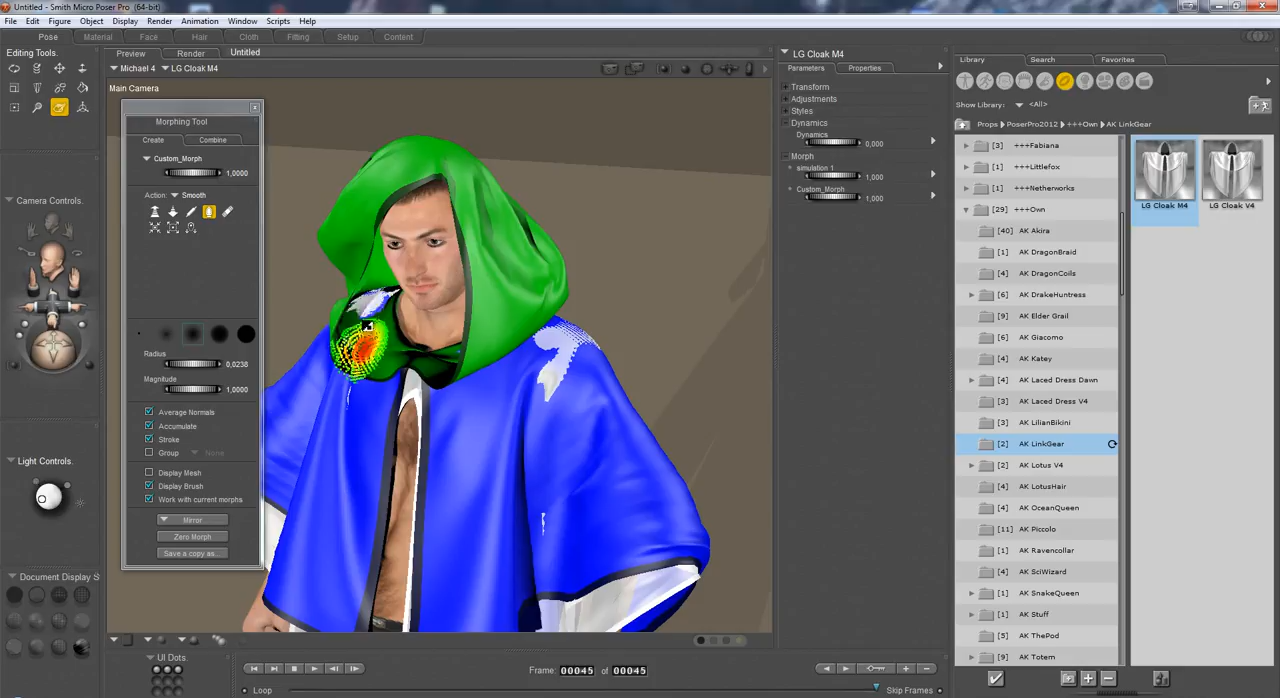 Untitled - Smith Micro Poser Pro (64-bit)
File Edit Figure Object Display Render Animation Window Scripts Help
Pose Material Face Hair Cloth Fitting Setup Content
Editing Tools.
Preview Render Untitled
Michael 4 LG Cloak M4
Main Camera
Morphing Tool
Create Combine
Custom_Morph
1,0000
Action: Smooth
Radius
0,0238
Magnitude
1,0000
Average Normals
Accumulate
Stroke
Group None
Display Mesh
Display Brush
Work with current morphs
Mirror
Zero Morph
Save a copy as...
Camera Controls.
Light Controls.
Document Display S
UI Dots.
Frame: 00045 of 00045
Loop
Skip Frames
LG Cloak M4
Parameters Properties
Transform
Adjustments
Styles
Dynamics
Dynamics
0,000
Morph
simulation 1
1,000
Custom_Morph
1,000
Library Search Favorites
Show Library: <All>
Props PoserPro2012 +++Own AK LinkGear
[3] +++Fabiana
[1] +++Littlefox
[1] +++Netherworks
[29] +++Own
[40] AK Akira
[1] AK DragonBraid
[4] AK DragonCoils
[6] AK DrakeHuntress
[9] AK Elder Grail
[6] AK Giacomo
[4] AK Katey
[4] AK Laced Dress Dawn
[3] AK Laced Dress V4
[3] AK LilianBikini
[2] AK LinkGear
[2] AK Lotus V4
[4] AK LotusHair
[4] AK OceanQueen
[11] AK Piccolo
[1] AK Ravencollar
[4] AK SciWizard
[1] AK SnakeQueen
[1] AK Stuff
[5] AK ThePod
[9] AK Totem
LG Cloak M4
LG Cloak V4